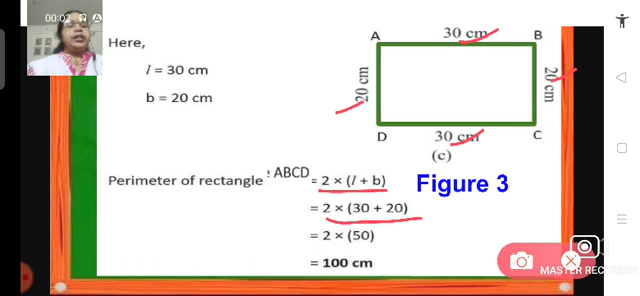 00:02
A 30 cm B
Here,
l = 30 cm
b = 20 cm
20 cm
20 cm
D 30 cm C
(c)
Perimeter of rectangle ABCD = 2 × (l + b)
Figure 3
= 2 × (30 + 20)
= 2 × (50)
= 100 cm
MASTER RECORDER